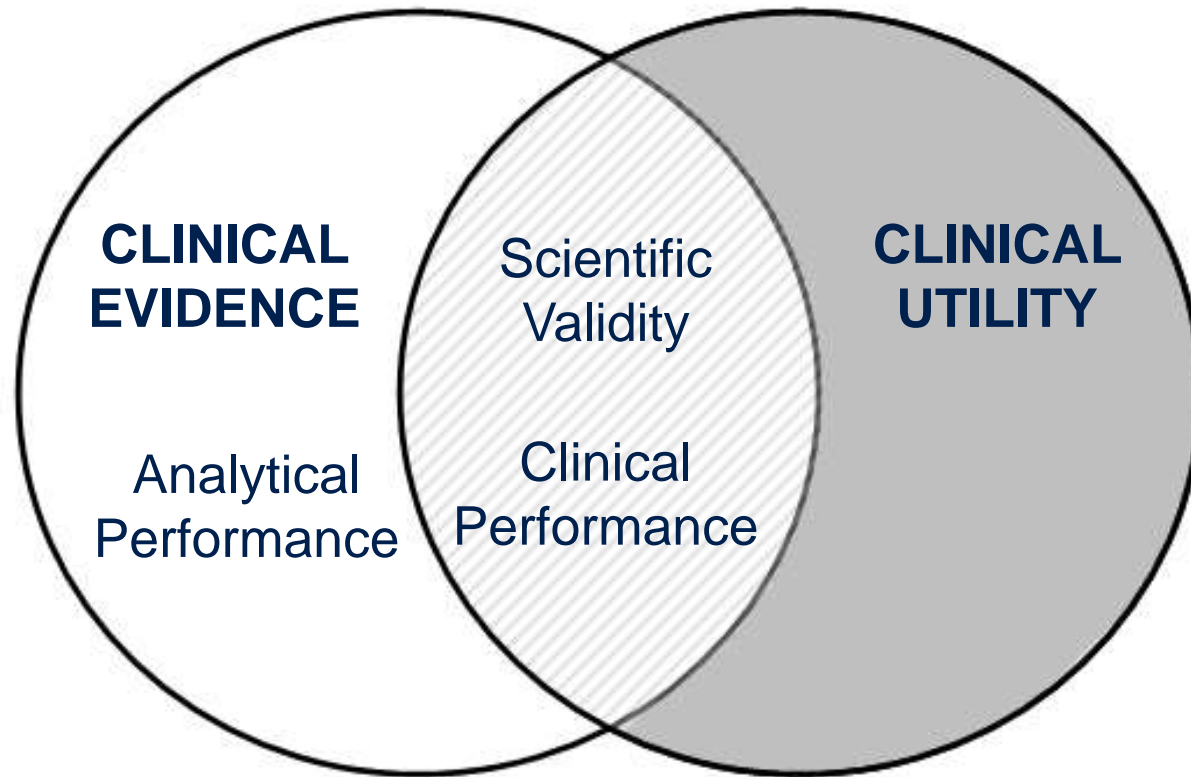 CLINICAL
EVIDENCE
Analytical
Performance
Scientific
Validity
Clinical
Performance
CLINICAL
UTILITY